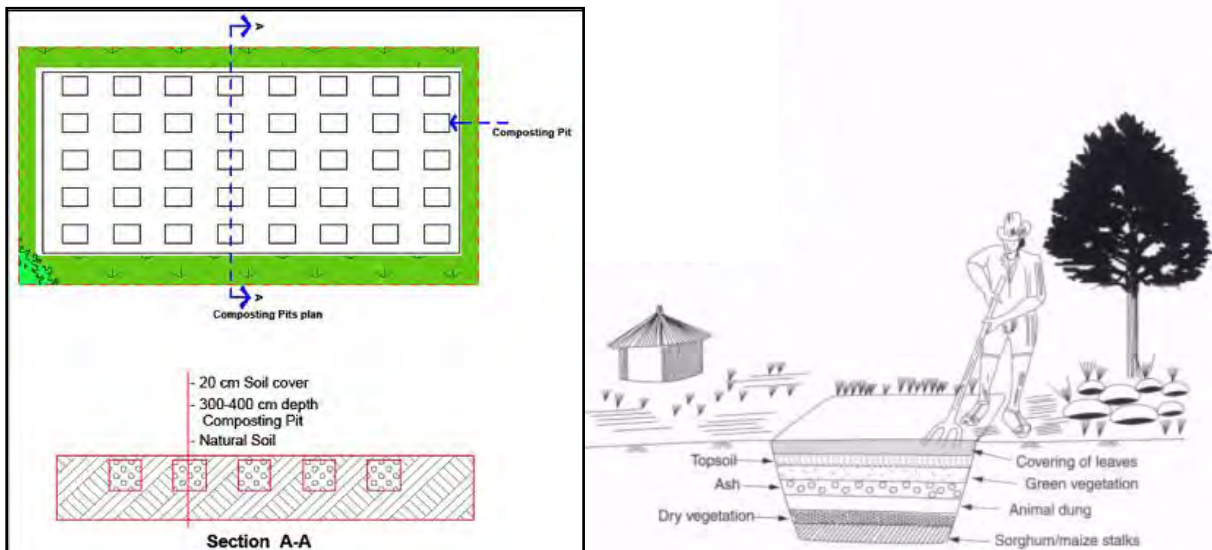 A
Composting Pit
A
Composting Pits plan
- 20 cm Soil cover
- 300-400 cm depth
Composting Pit
- Natural Soil
Section A-A
Topsoil
Ash
Dry vegetation
Covering of leaves
Green vegetation
Animal dung
Sorghum/maize stalks